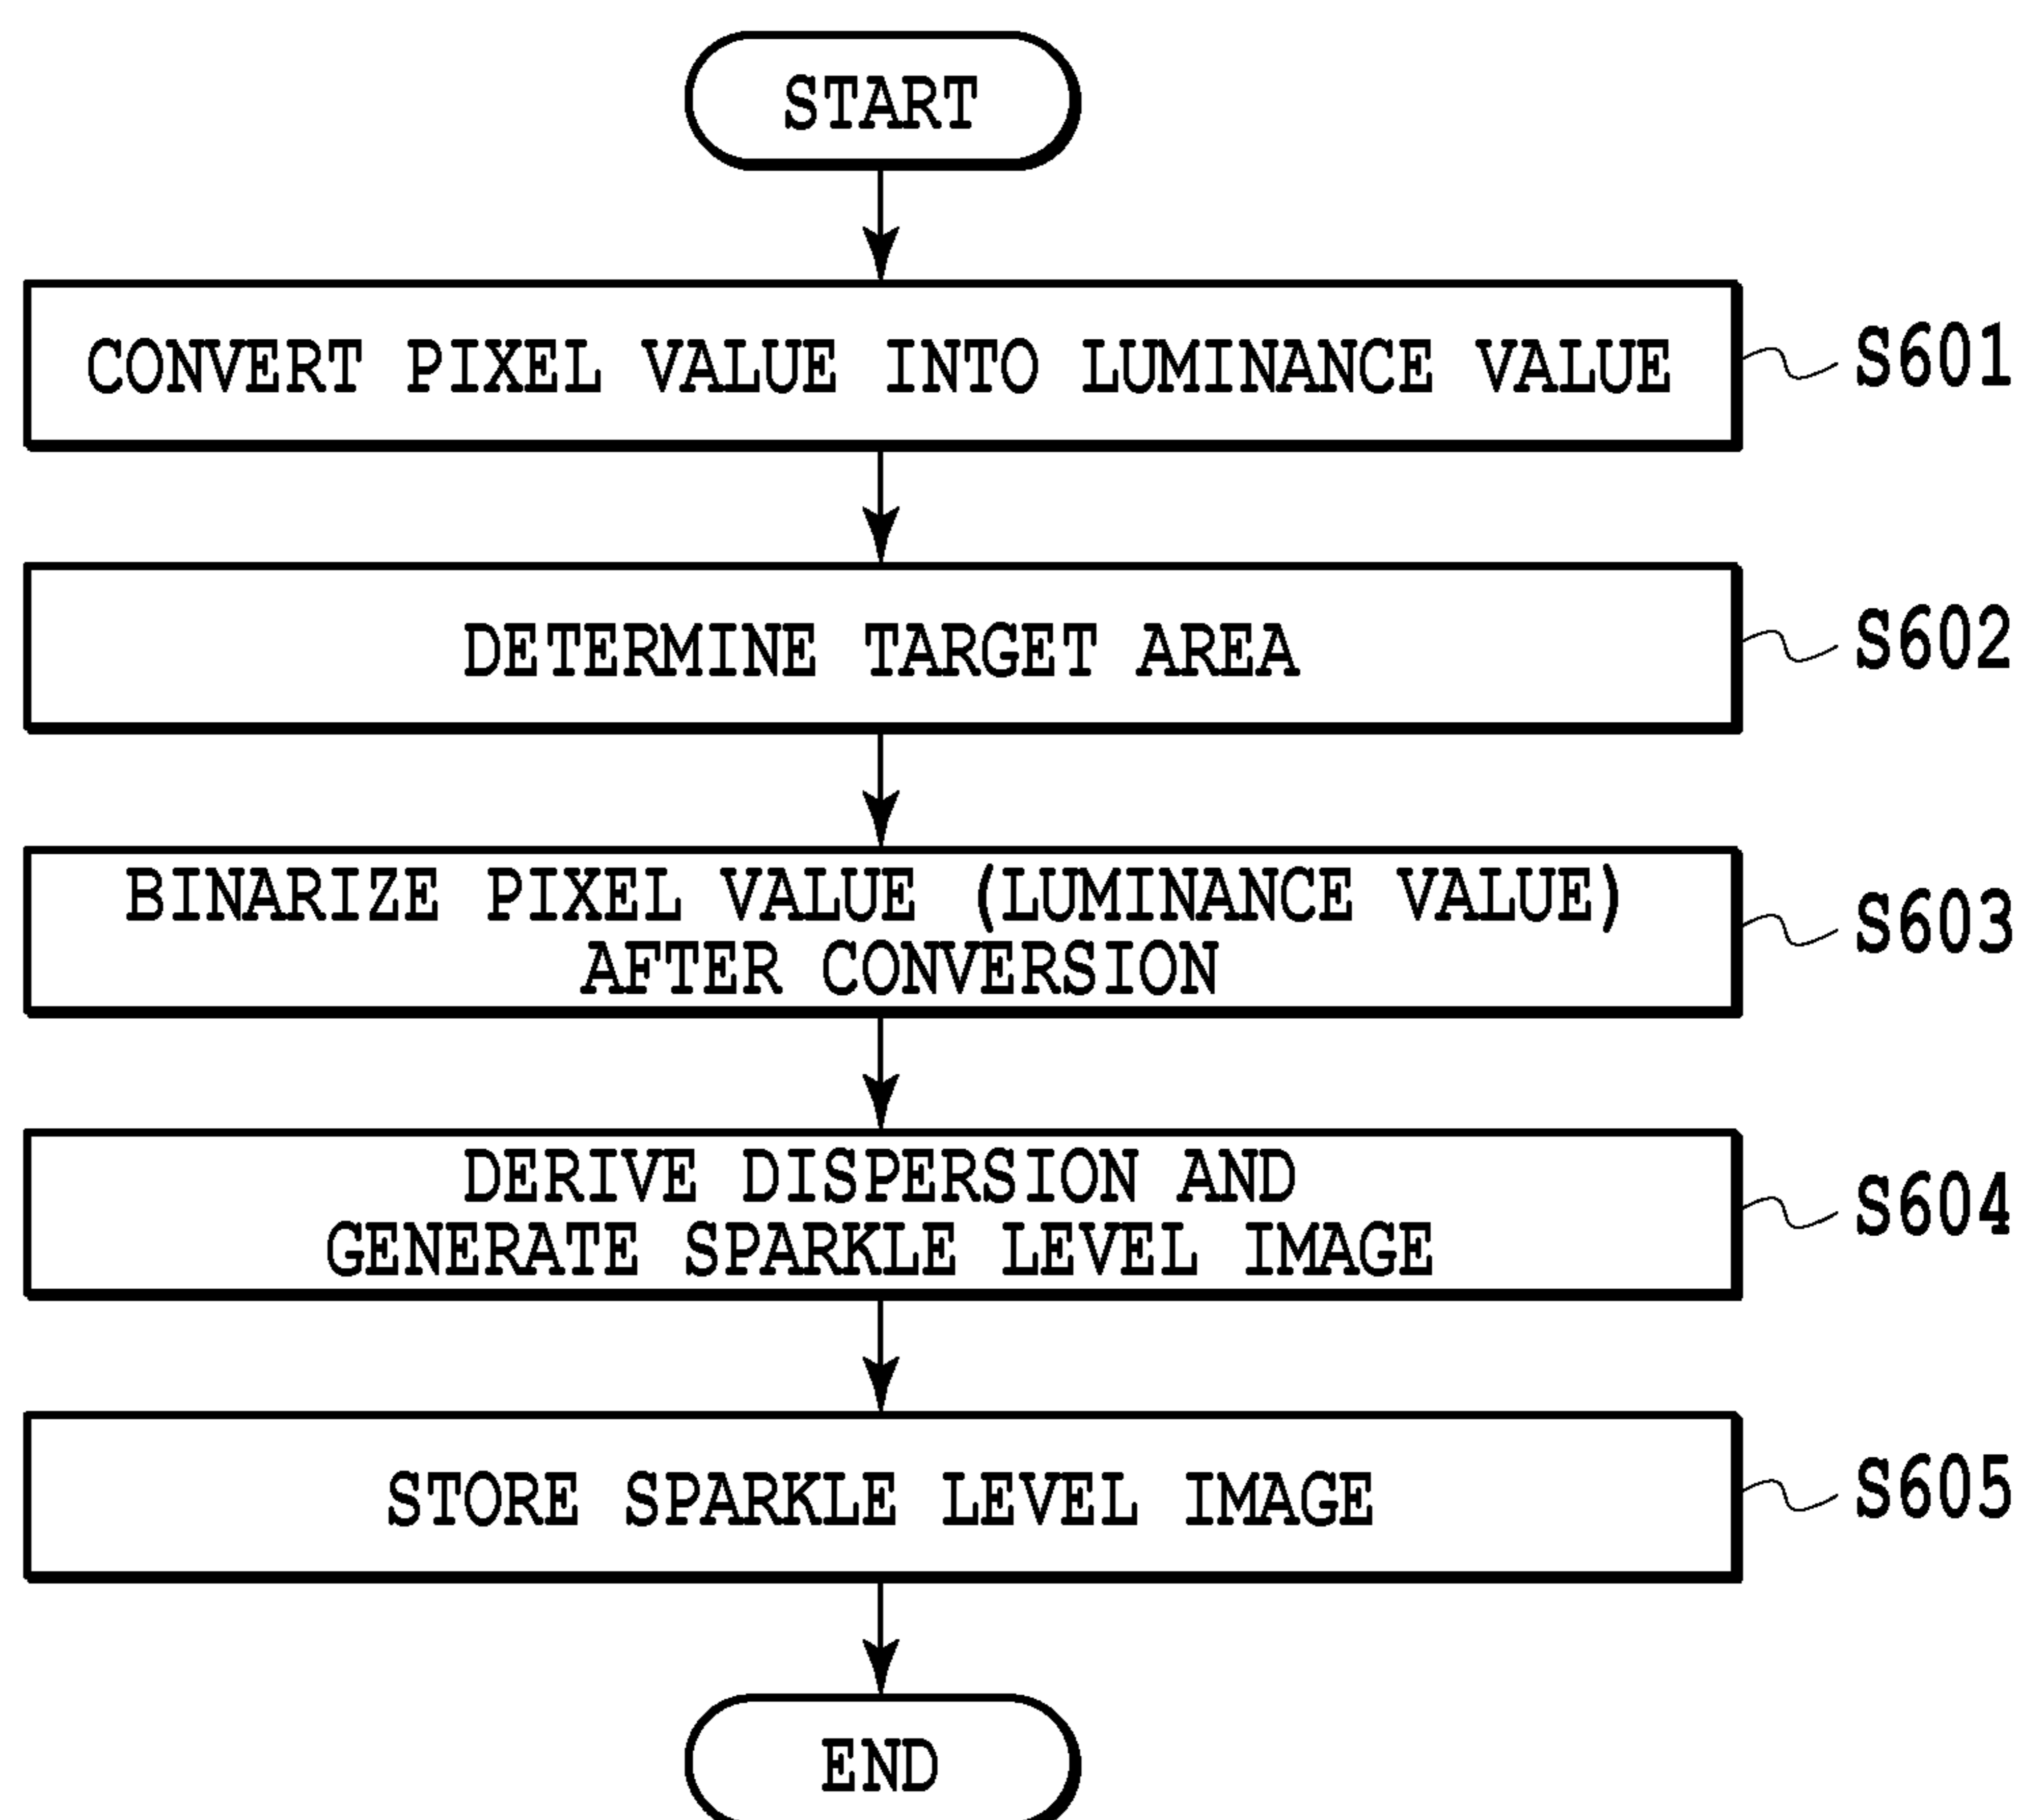 START
CONVERT PIXEL VALUE INTO LUMINANCE VALUE
S601
DETERMINE TARGET AREA
S602
BINARIZE PIXEL VALUE (LUMINANCE VALUE)
AFTER CONVERSION
S603
DERIVE DISPERSION AND
GENERATE SPARKLE LEVEL IMAGE
S604
STORE SPARKLE LEVEL IMAGE
S605
END